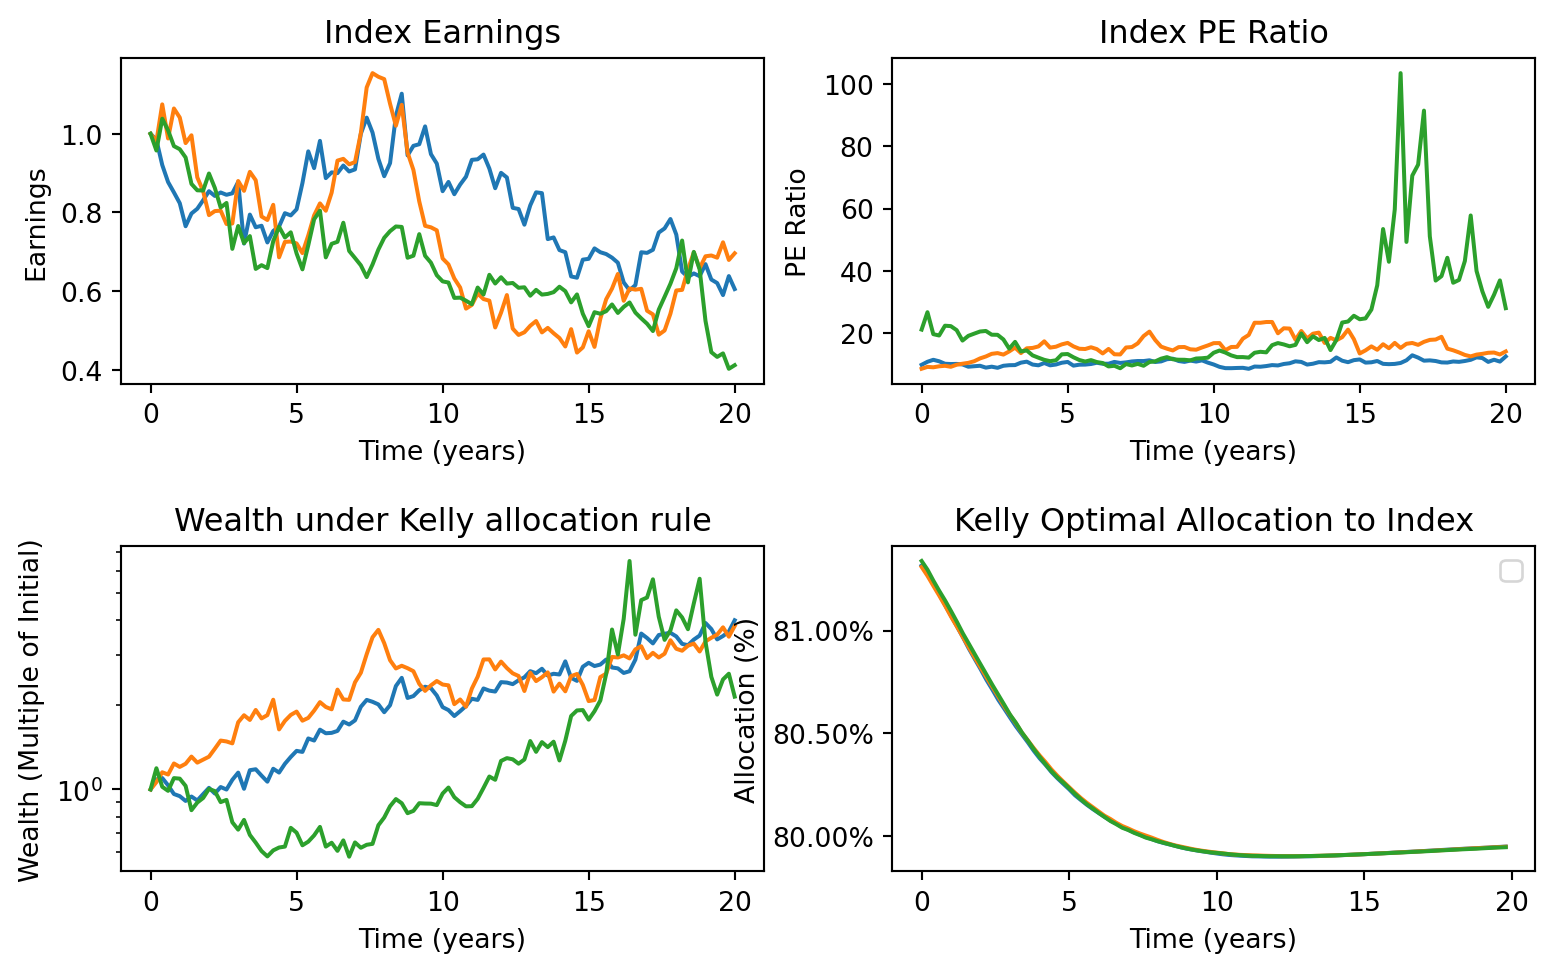 Index Earnings
Earnings
1.0
0.8
0.6
0.4
0 5 10 15 20
Time (years)
Index PE Ratio
PE Ratio
100
80
60
40
20
0 5 10 15 20
Time (years)
Wealth under Kelly allocation rule
Wealth (Multiple of Initial)
10⁰
0 5 10 15 20
Time (years)
Kelly Optimal Allocation to Index
Allocation (%)
81.00%
80.50%
80.00%
0 5 10 15 20
Time (years)